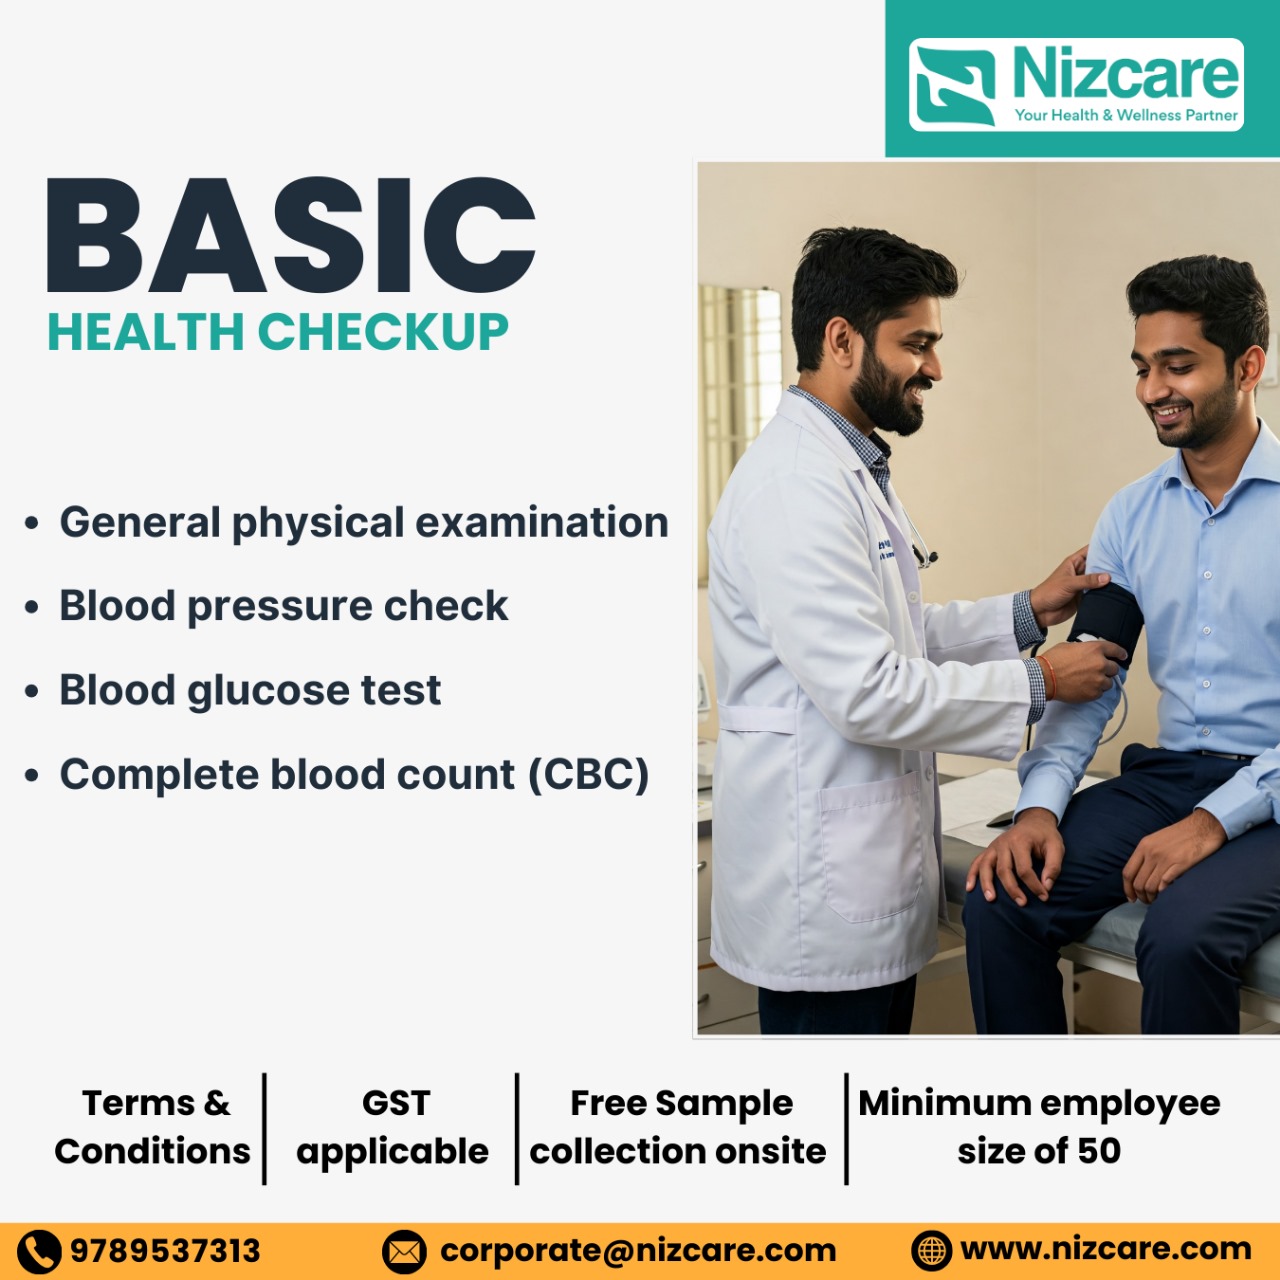 Nizcare
Your Health & Wellness Partner
BASIC
HEALTH CHECKUP
• General physical examination
• Blood pressure check
• Blood glucose test
• Complete blood count (CBC)
Terms &
Conditions
GST
applicable
Free Sample
collection onsite
Minimum employee
size of 50
9789537313
corporate@nizcare.com
www.nizcare.com